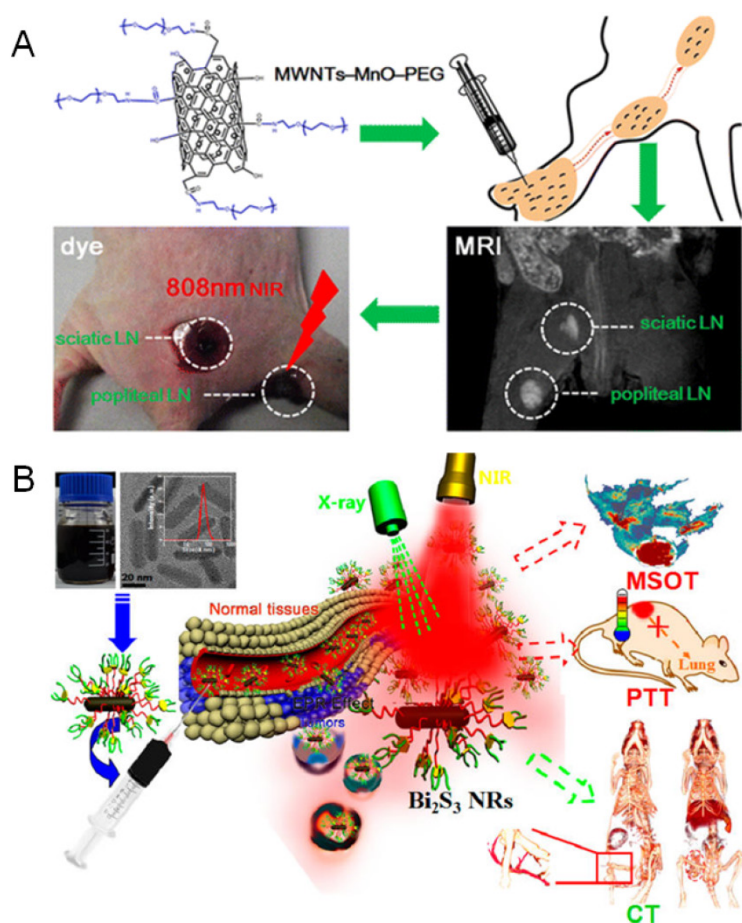 A
MWNTs–MnO–PEG
dye
808nm NIR
sciatic LN
popliteal LN
MRI
sciatic LN
popliteal LN
B
20 nm
X-ray
NIR
Normal tissues
EPR Effect
Tumors
Bi₂S₃ NRs
MSOT
Lung
PTT
CT